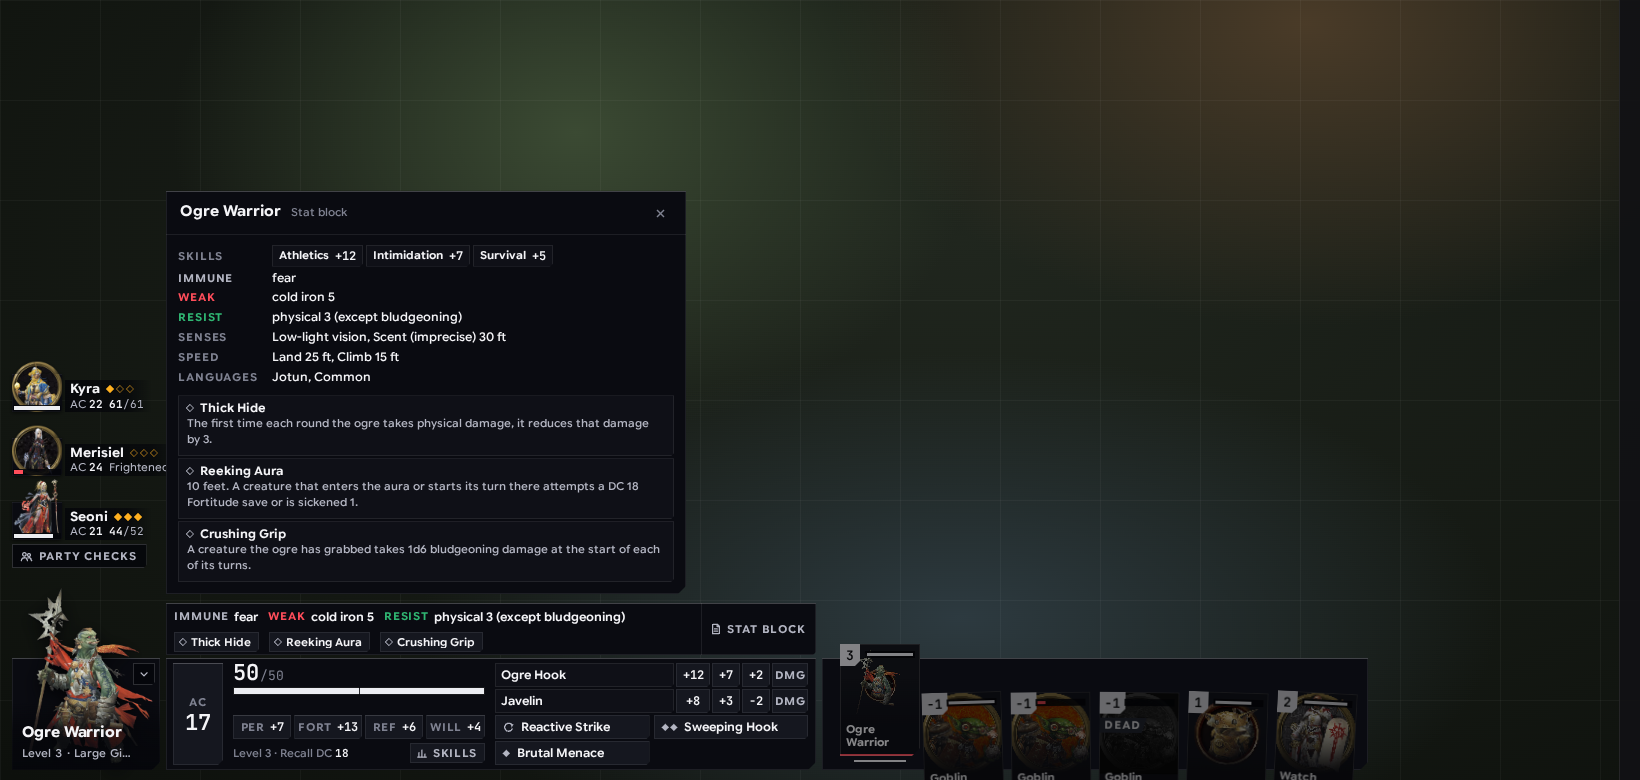 Ogre Warrior Stat block ×
SKILLS Athletics +12 Intimidation +7 Survival +5
IMMUNE fear
WEAK cold iron 5
RESIST physical 3 (except bludgeoning)
SENSES Low-light vision, Scent (imprecise) 30 ft
SPEED Land 25 ft, Climb 15 ft
LANGUAGES Jotun, Common
Thick Hide
The first time each round the ogre takes physical damage, it reduces that damage
by 3.
Reeking Aura
10 feet. A creature that enters the aura or starts its turn there attempts a DC 18
Fortitude save or is sickened 1.
Crushing Grip
A creature the ogre has grabbed takes 1d6 bludgeoning damage at the start of each
of its turns.
Kyra
AC 22 61/61
Merisiel
AC 24 Frightened
Seoni
AC 21 44/52
PARTY CHECKS
IMMUNE fear WEAK cold iron 5 RESIST physical 3 (except bludgeoning)
Thick Hide Reeking Aura Crushing Grip
STAT BLOCK
Ogre Warrior
Level 3 · Large Gi...
AC
17
50/50
PER +7 FORT +13 REF +6 WILL +4
Level 3 · Recall DC 18
SKILLS
Ogre Hook +12 +7 +2 DMG
Javelin +8 +3 -2 DMG
Reactive Strike Sweeping Hook
Brutal Menace
3
Ogre
Warrior
-1
Goblin
-1
Goblin
-1
DEAD
Goblin
1
2
Watch